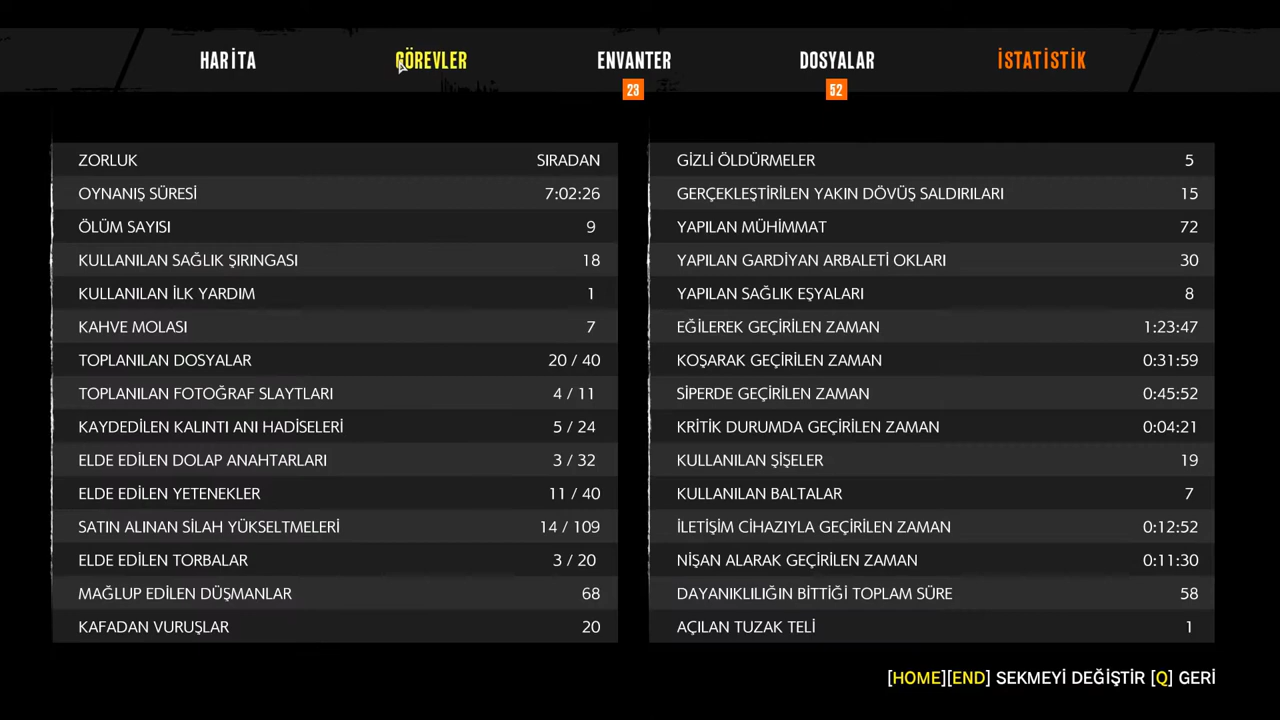 HARİTA GÖREVLER ENVANTER DOSYALAR İSTATİSTİK
23 52
ZORLUK SIRADAN
OYNANIŞ SÜRESİ 7:02:26
ÖLÜM SAYISI 9
KULLANILAN SAĞLIK ŞIRINGASI 18
KULLANILAN İLK YARDIM 1
KAHVE MOLASI 7
TOPLANILAN DOSYALAR 20 / 40
TOPLANILAN FOTOĞRAF SLAYTLARI 4 / 11
KAYDEDİLEN KALINTI ANI HADİSELERİ 5 / 24
ELDE EDİLEN DOLAP ANAHTARLARI 3 / 32
ELDE EDİLEN YETENEKLER 11 / 40
SATIN ALINAN SİLAH YÜKSELTMELERİ 14 / 109
ELDE EDİLEN TORBALAR 3 / 20
MAĞLUP EDİLEN DÜŞMANLAR 68
KAFADAN VURUŞLAR 20
GİZLİ ÖLDÜRMELER 5
GERÇEKLEŞTİRİLEN YAKIN DÖVÜŞ SALDIRILARI 15
YAPILAN MÜHİMMAT 72
YAPILAN GARDİYAN ARBALETİ OKLARI 30
YAPILAN SAĞLIK EŞYALARI 8
EĞİLEREK GEÇİRİLEN ZAMAN 1:23:47
KOŞARAK GEÇİRİLEN ZAMAN 0:31:59
SİPERDE GEÇİRİLEN ZAMAN 0:45:52
KRİTİK DURUMDA GEÇİRİLEN ZAMAN 0:04:21
KULLANILAN ŞİŞELER 19
KULLANILAN BALTALAR 7
İLETİŞİM CİHAZIYLA GEÇİRİLEN ZAMAN 0:12:52
NİŞAN ALARAK GEÇİRİLEN ZAMAN 0:11:30
DAYANIKLILIĞIN BİTTİĞİ TOPLAM SÜRE 58
AÇILAN TUZAK TELİ 1
[HOME][END] SEKMEYİ DEĞİŞTİR [Q] GERİ